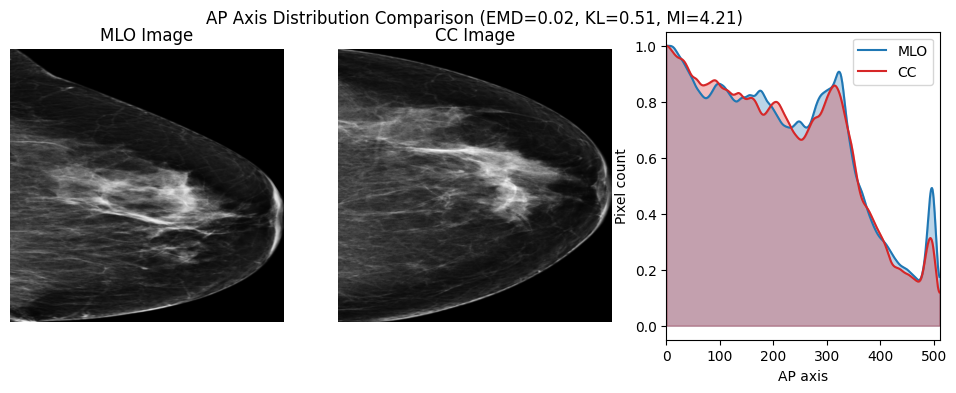 AP Axis Distribution Comparison (EMD=0.02, KL=0.51, MI=4.21)
MLO Image
CC Image
MLO
CC
Pixel count
1.0
0.8
0.6
0.4
0.2
0.0
0 100 200 300 400 500
AP axis